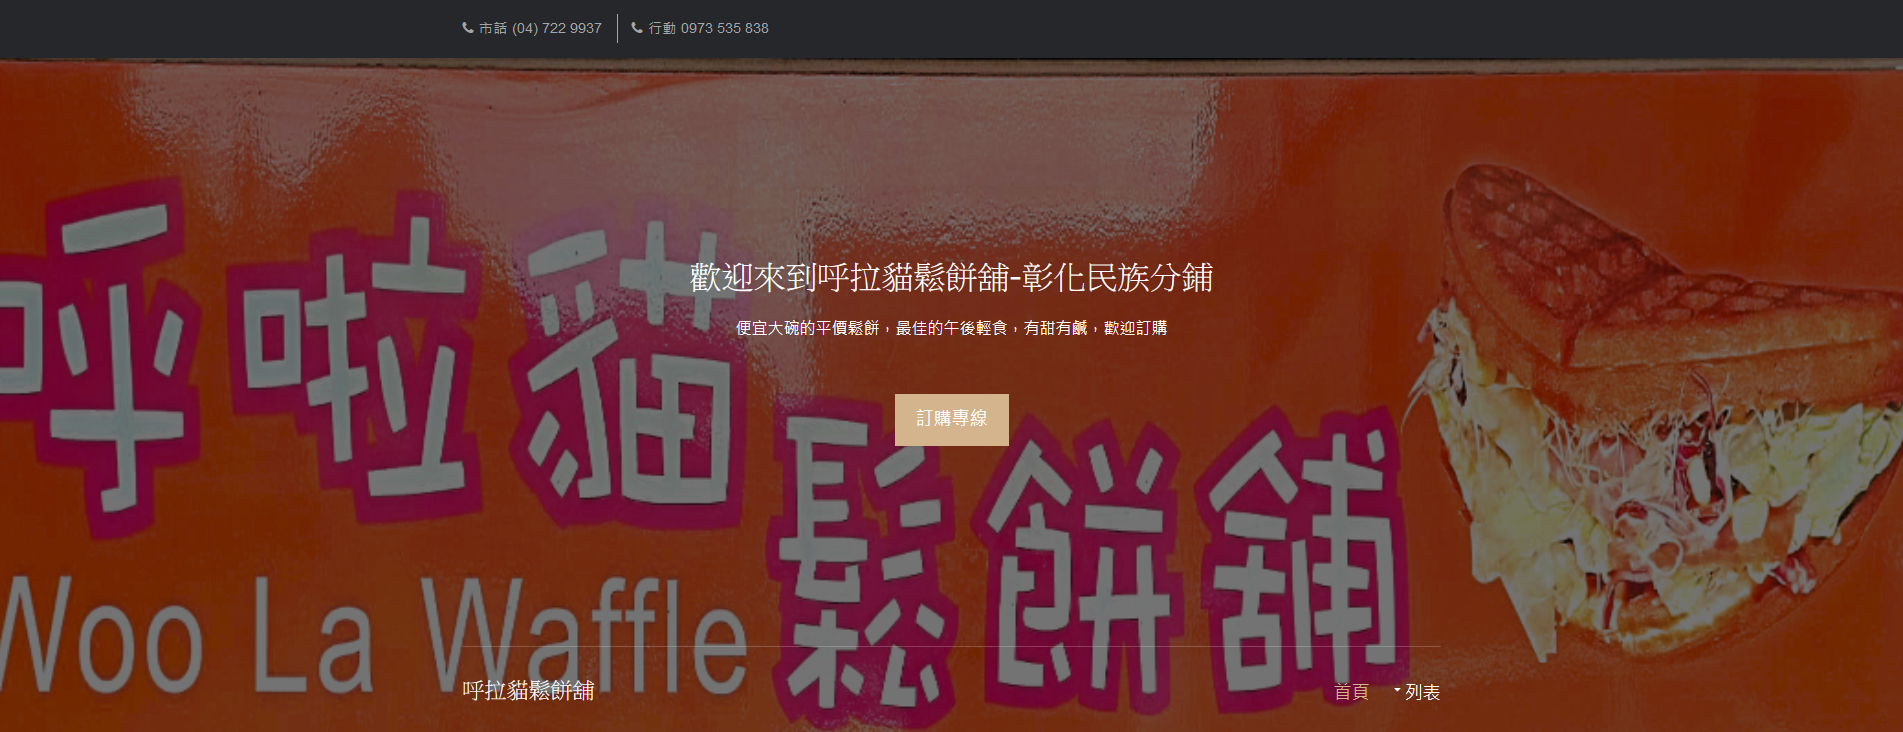 市話 (04) 722 9937
行動 0973 535 838
呼啦貓
歡迎來到呼拉貓鬆餅舖-彰化民族分鋪
便宜大碗的平價鬆餅，最佳的午後輕食，有甜有鹹，歡迎訂購
訂購專線
鬆餅舖
Woo La Waffle
呼拉貓鬆餅舖
首頁
列表